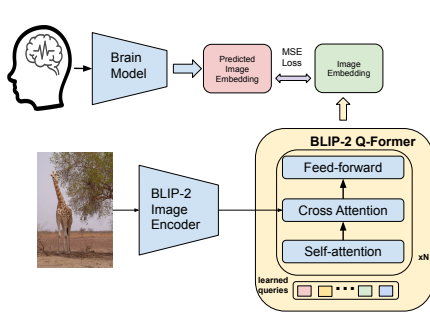 Brain
Model
Predicted
Image
Embedding
MSE
Loss
Image
Embedding
BLIP-2 Q-Former
Feed-forward
BLIP-2
Image
Encoder
Cross Attention
Self-attention
xN
learned
queries